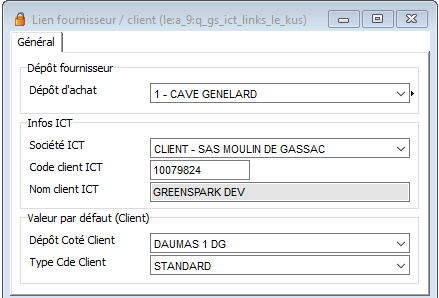 Lien fournisseur / client (le:a_9:q_gs_ict_links_le_kus)
Général
Dépôt fournisseur
Dépôt d'achat 1 - CAVE GENELARD
Infos ICT
Société ICT CLIENT - SAS MOULIN DE GASSAC
Code client ICT 10079824
Nom client ICT GREENSPARK DEV
Valeur par défaut (Client)
Dépôt Coté Client DAUMAS 1 DG
Type Cde Client STANDARD